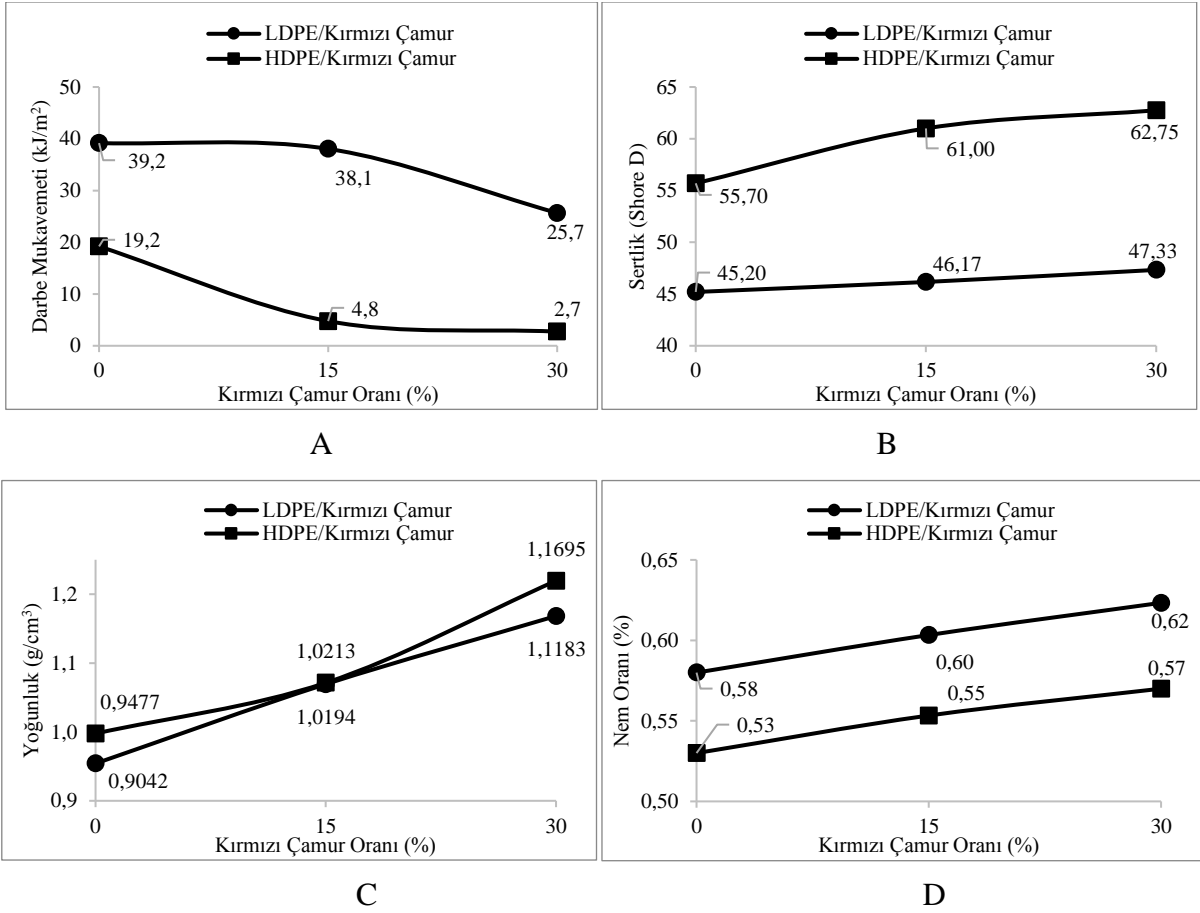 LDPE/Kırmızı Çamur
HDPE/Kırmızı Çamur
Darbe Mukavemeti (kJ/m²)
50
40
30
20
10
0
39,2
38,1
25,7
19,2
4,8
2,7
0
15
30
Kırmızı Çamur Oranı (%)
A
LDPE/Kırmızı Çamur
HDPE/Kırmızı Çamur
Sertlik (Shore D)
65
60
55
50
45
40
62,75
61,00
55,70
47,33
46,17
45,20
0
15
30
Kırmızı Çamur Oranı (%)
B
LDPE/Kırmızı Çamur
HDPE/Kırmızı Çamur
Yoğunluk (g/cm³)
1,2
1,1
1,0
0,9
1,1695
1,0213
1,1183
0,9477
1,0194
0,9042
0
15
30
Kırmızı Çamur Oranı (%)
C
LDPE/Kırmızı Çamur
HDPE/Kırmızı Çamur
Nem Oranı (%)
0,65
0,60
0,55
0,50
0,62
0,60
0,58
0,57
0,55
0,53
0
15
30
Kırmızı Çamur Oranı (%)
D